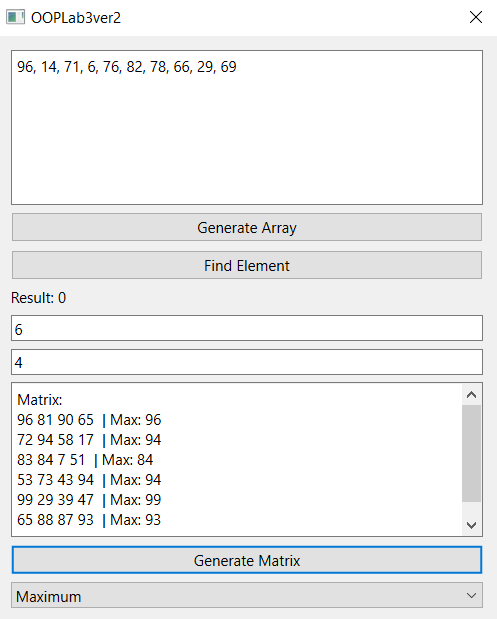 OOPLab3ver2
96, 14, 71, 6, 76, 82, 78, 66, 29, 69
Generate Array
Find Element
Result: 0
6
4
Matrix:
96 81 90 65 | Max: 96
72 94 58 17 | Max: 94
83 84 7 51 | Max: 84
53 73 43 94 | Max: 94
99 29 39 47 | Max: 99
65 88 87 93 | Max: 93
Generate Matrix
Maximum